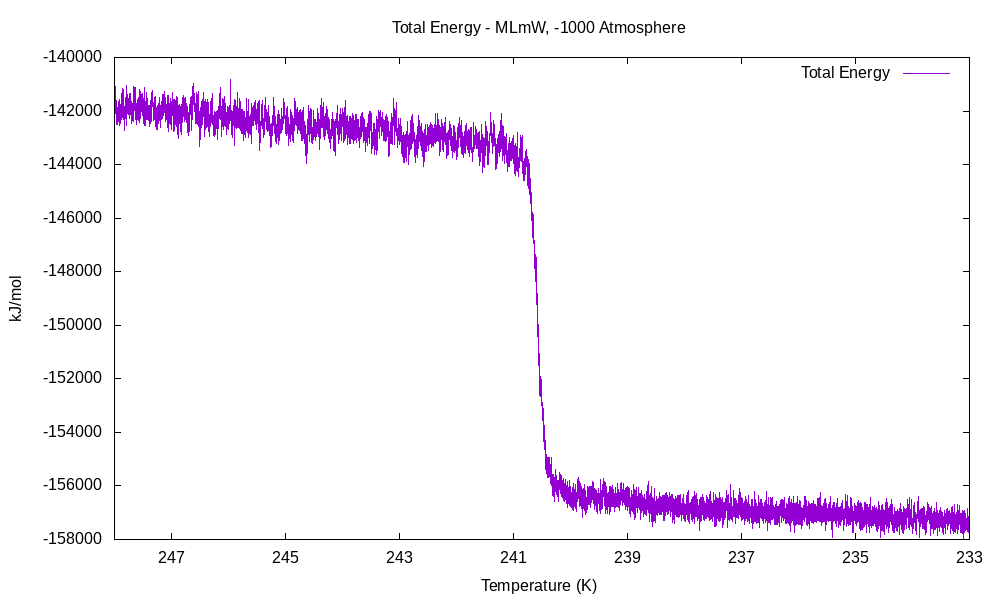 Total Energy - MLmW, -1000 Atmosphere
-140000
Total Energy
-142000
-144000
-146000
-148000
kJ/mol
-150000
-152000
-154000
-156000
-158000
247 245 243 241 239 237 235 233
Temperature (K)